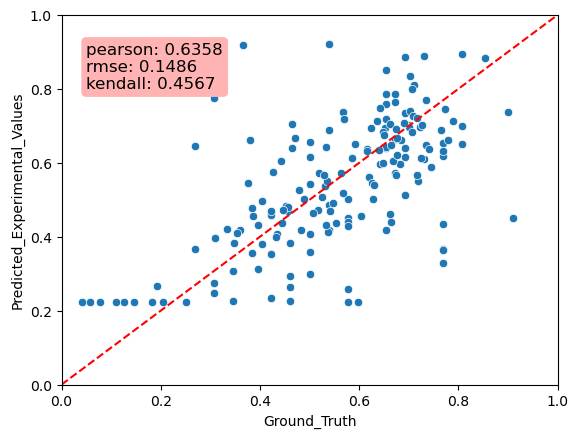 pearson: 0.6358
rmse: 0.1486
kendall: 0.4567
Predicted_Experimental_Values
1.0
0.8
0.6
0.4
0.2
0.0
0.0 0.2 0.4 0.6 0.8 1.0
Ground_Truth